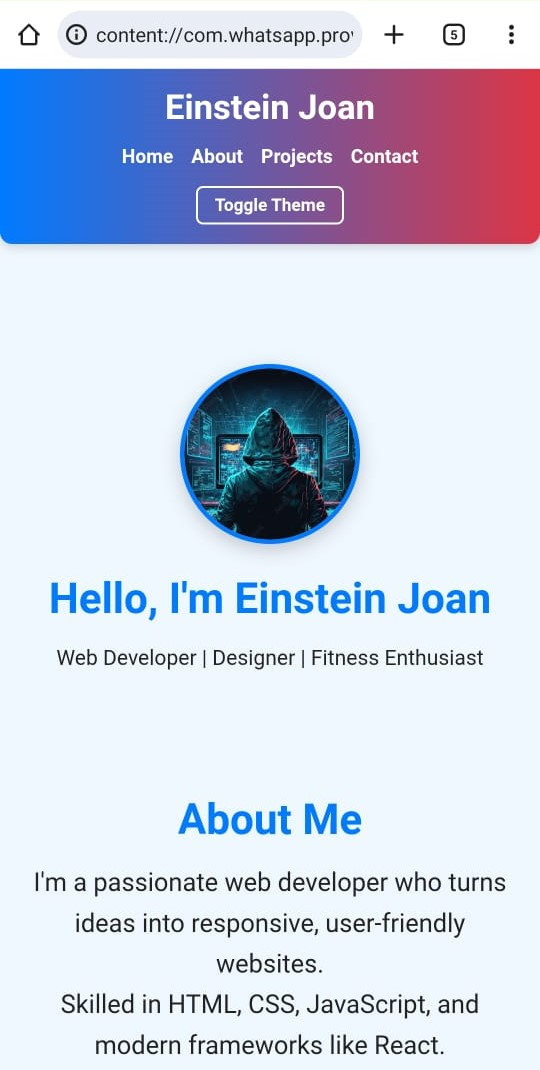 content://com.whatsapp.pro
5
Einstein Joan
Home About Projects Contact
Toggle Theme
Hello, I'm Einstein Joan
Web Developer | Designer | Fitness Enthusiast
About Me
I'm a passionate web developer who turns
ideas into responsive, user-friendly
websites.
Skilled in HTML, CSS, JavaScript, and
modern frameworks like React.